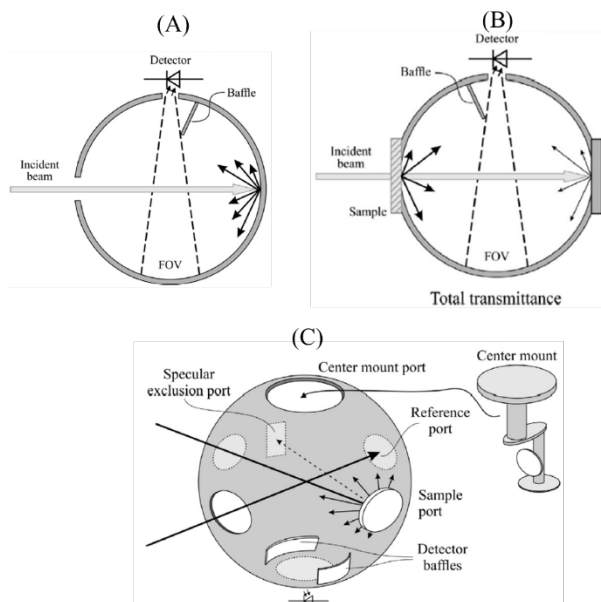 (A)
Detector
Baffle
Incident
beam
FOV
(B)
Detector
Baffle
Incident
beam
Sample
FOV
Total transmittance
(C)
Specular
exclusion port
Center mount port
Center mount
Reference
port
Sample
port
Detector
baffles